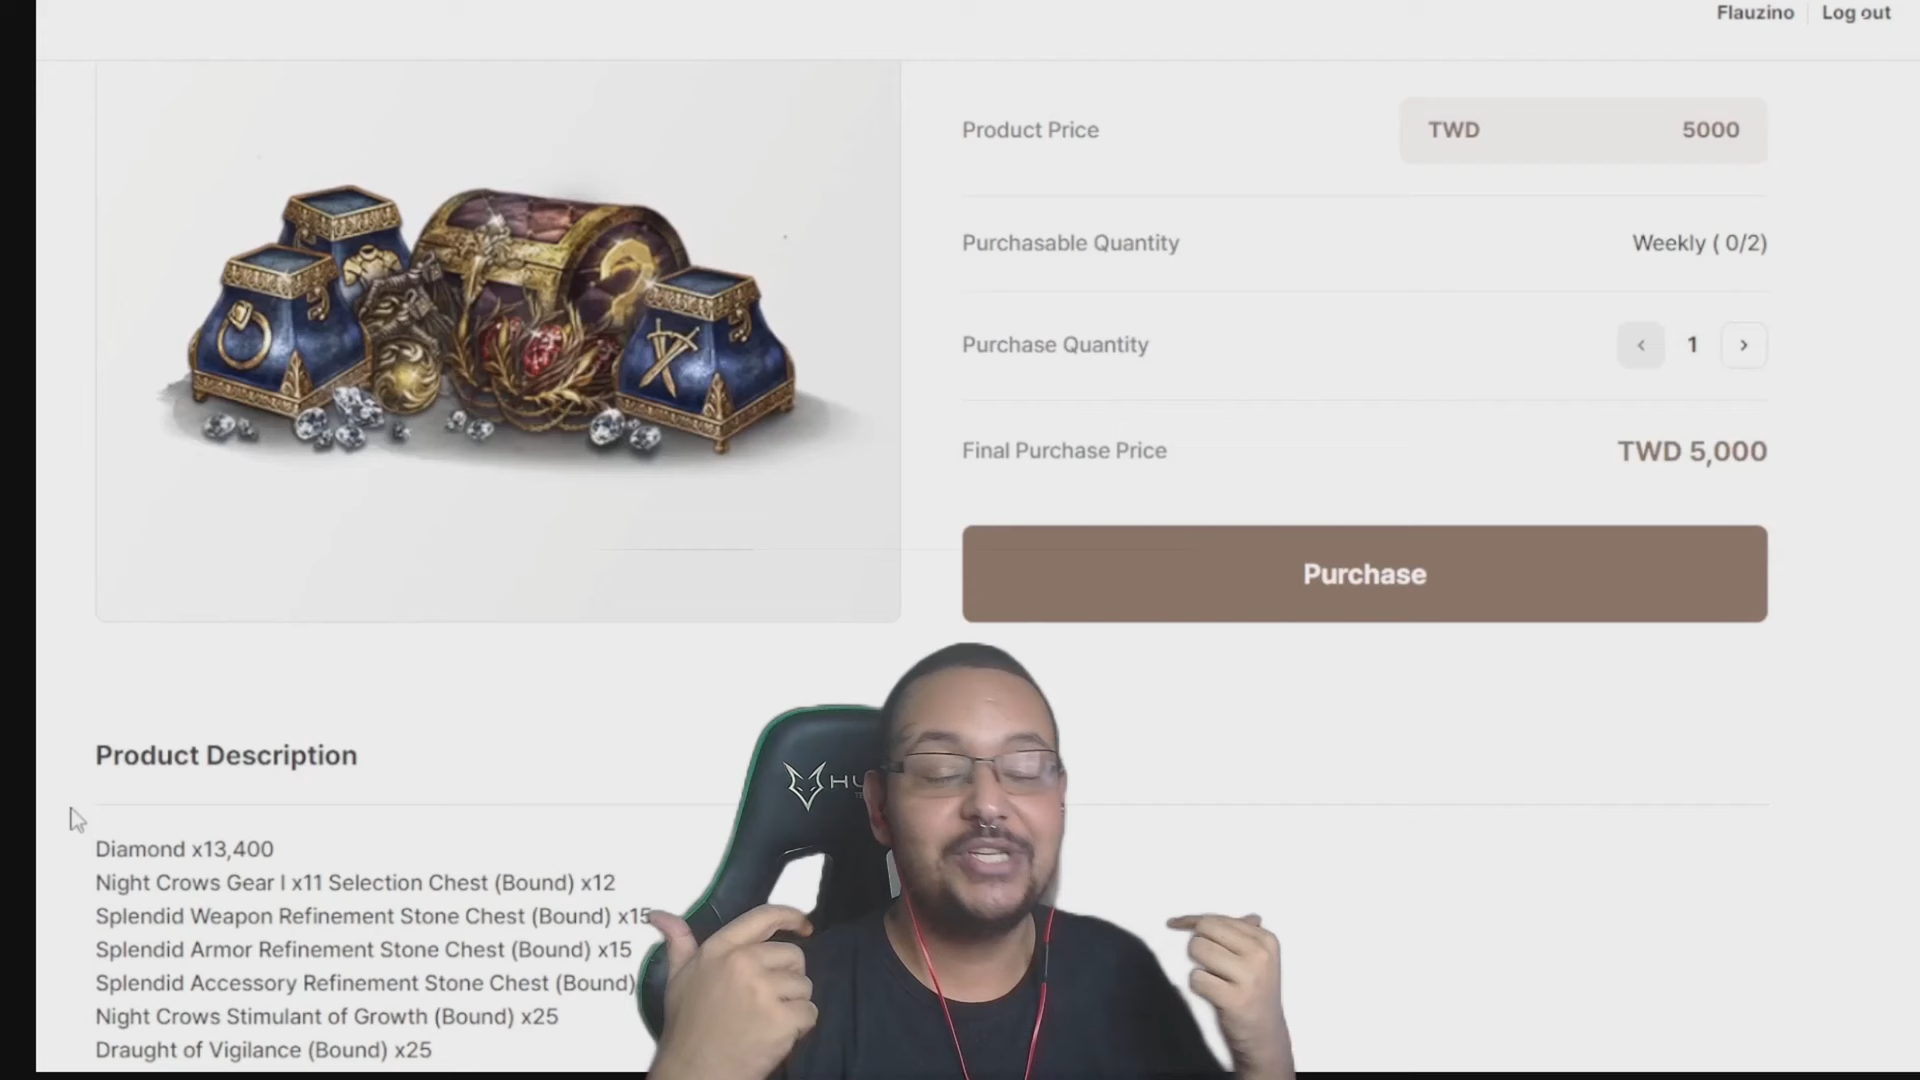 Flauzino
Log out
Product Price
TWD 5000
Purchasable Quantity
Weekly ( 0/2)
Purchase Quantity
‹ 1 ›
Final Purchase Price
TWD 5,000
Purchase
Product Description
Diamond x13,400
Night Crows Gear I x11 Selection Chest (Bound) x12
Splendid Weapon Refinement Stone Chest (Bound) x15
Splendid Armor Refinement Stone Chest (Bound) x15
Splendid Accessory Refinement Stone Chest (Bound)
Night Crows Stimulant of Growth (Bound) x25
Draught of Vigilance (Bound) x25
HU